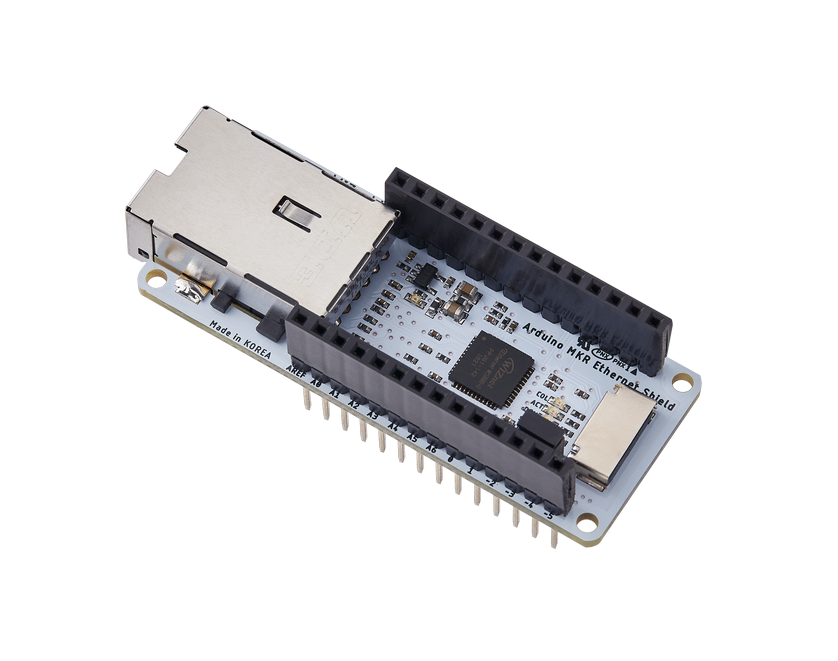 Made in KOREA
Arduino MKR Ethernet Shield
WIZnet
COL
ACT
AREF
A0
A1
A2
A3
A4
A5
A6
0
1
~2
~3
~4
~5